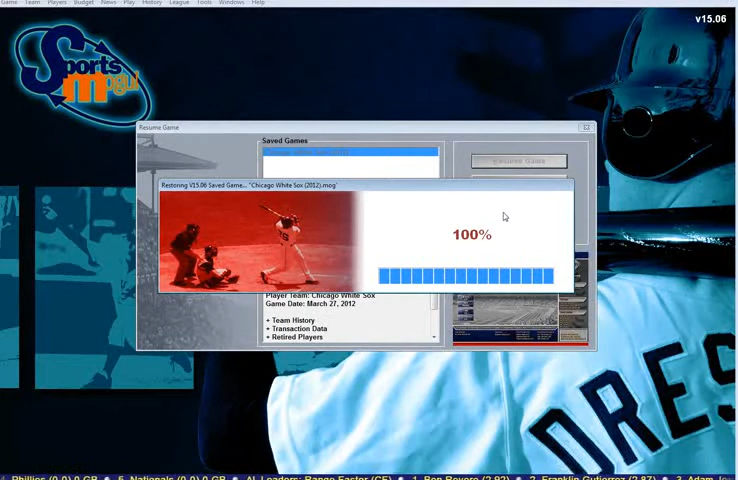 Game Team Players Budget News Play History League Tools Windows Help
v15.06
Sports
mogul
Resume Game
Saved Games
Resume Game
Restoring V15.06 Saved Game... "Chicago White Sox (2012).mog"
100%
Player Team: Chicago White Sox
Game Date: March 27, 2012
+ Team History
+ Transaction Data
+ Retired Players
DRES
Phillies (0-0) 0 GB 5. Nationals (0-0) 0 GB AL Leaders: Range Factor (CF) 1. Ben Revere (2.92) 2. Franklin Gutierrez (2.87) 3. Adam